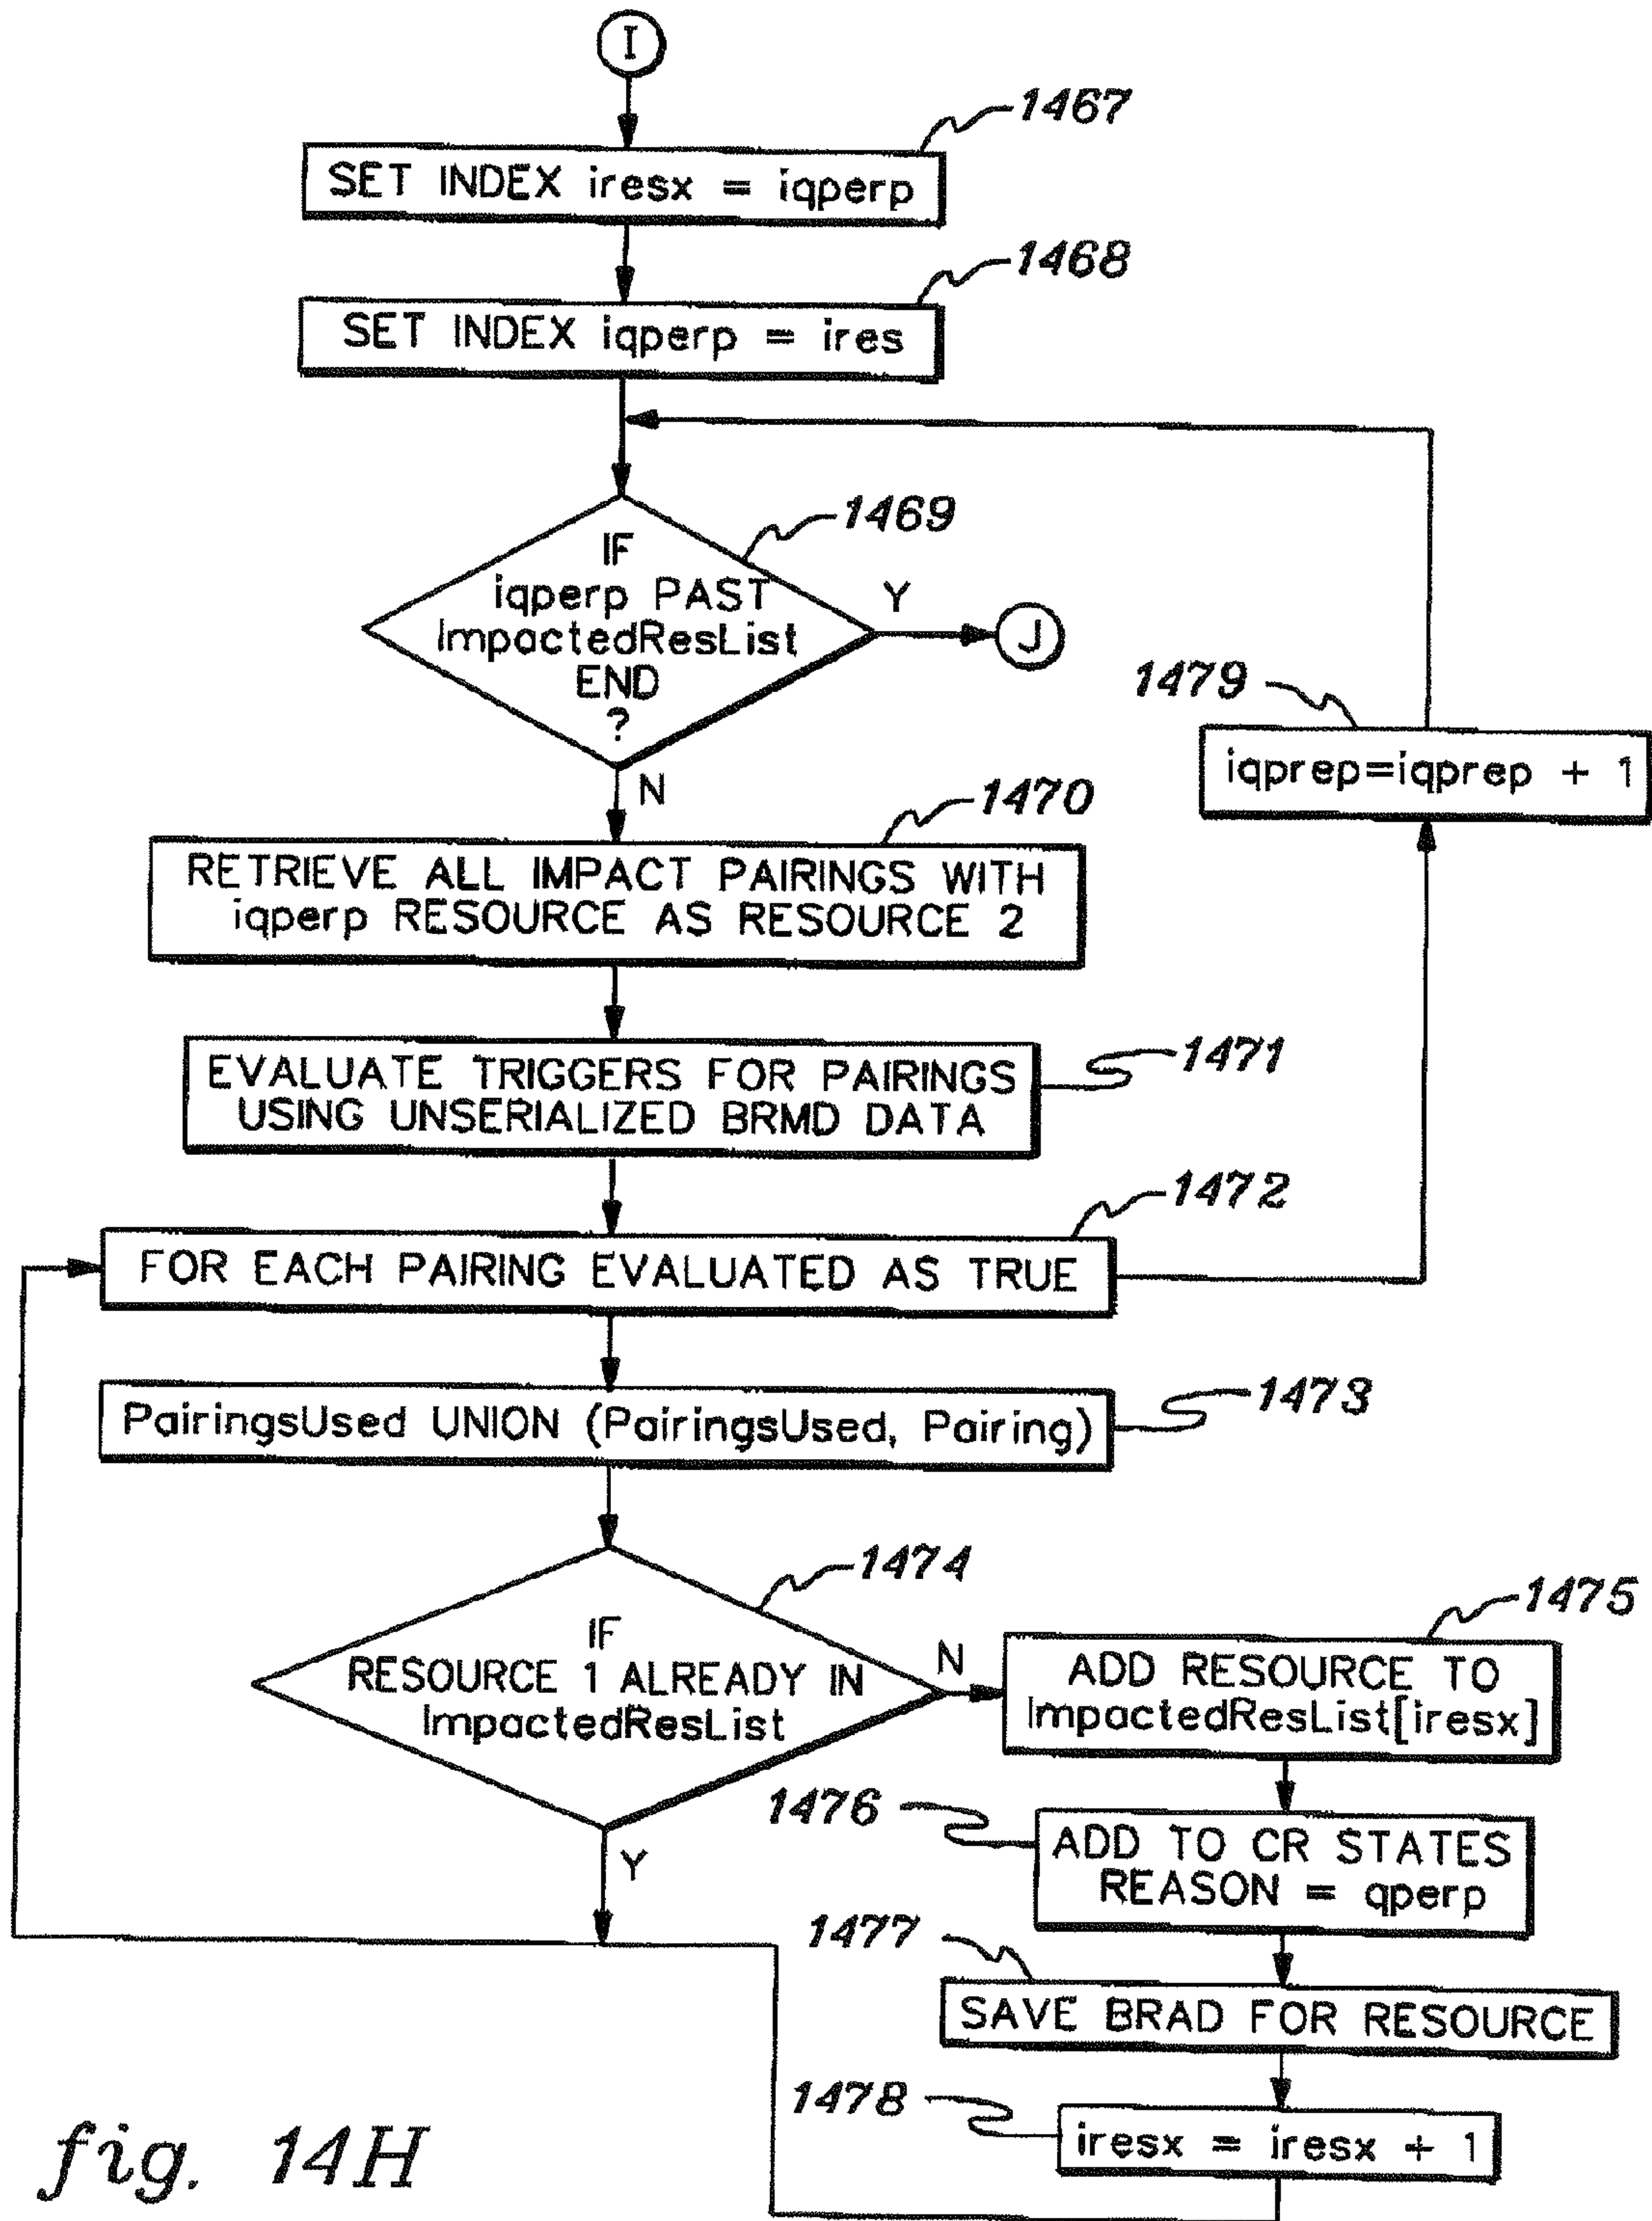 I
1467
SET INDEX iresx = iqperp
1468
SET INDEX iqperp = ires
1469
IF
iqperp PAST
ImpactedResList
END
?
Y
J
N
1479
iqprep=iqprep + 1
1470
RETRIEVE ALL IMPACT PAIRINGS WITH
iqperp RESOURCE AS RESOURCE 2
1471
EVALUATE TRIGGERS FOR PAIRINGS
USING UNSERIALIZED BRMD DATA
1472
FOR EACH PAIRING EVALUATED AS TRUE
1473
PairingsUsed UNION (PairingsUsed, Pairing)
1474
IF
RESOURCE 1 ALREADY IN
ImpactedResList
N
Y
1475
ADD RESOURCE TO
ImpactedResList[iresx]
1476
ADD TO CR STATES
REASON = qperp
1477
SAVE BRAD FOR RESOURCE
1478
iresx = iresx + 1
fig. 14H